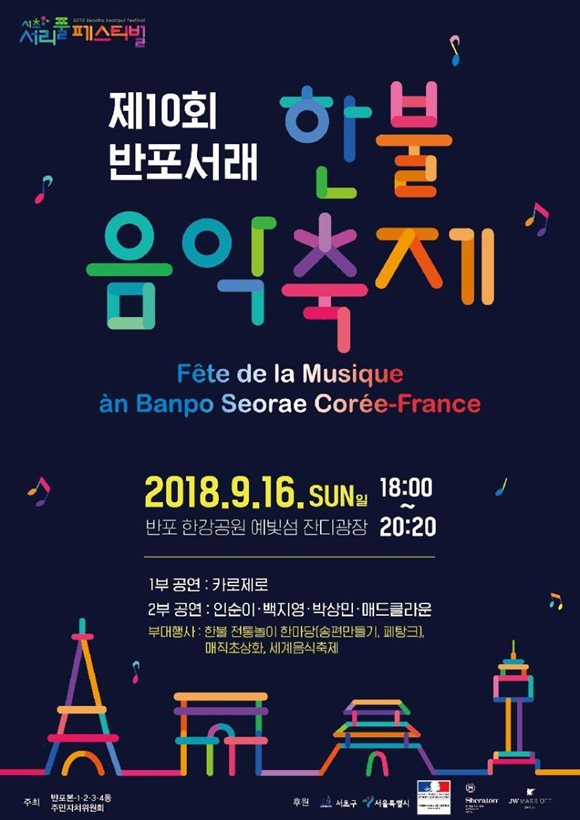 2018 Seocho Seoripul Festival
서초
서리풀페스티벌
제10회
반포서래
한불
음악축제
Fête de la Musique
àn Banpo Seorae Corée-France
2018.9.16. SUN일 18:00~20:20
반포 한강공원 예빛섬 잔디광장
1부 공연 : 카로제로
2부 공연 : 인순이·백지영·박상민·매드클라운
부대행사 : 한불 전통놀이 한마당(송편만들기, 페탕크),
매직초상화, 세계음식축제
주최 반포본·1·2·3·4동
주민자치위원회
후원 서초구 서울특별시 Sheraton JW MARRIOTT